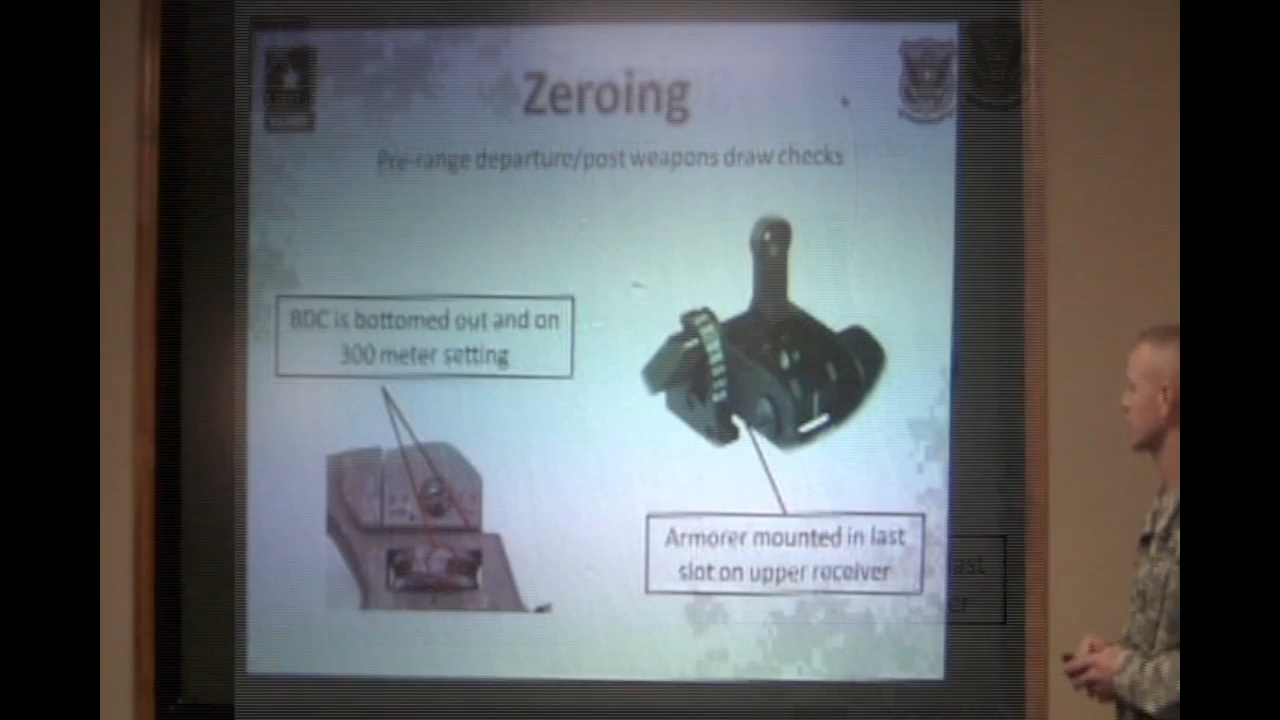 Zeroing
Pre-range departure/post weapons draw checks
BDC is bottomed out and on
300 meter setting
Armorer mounted in last
slot on upper receiver